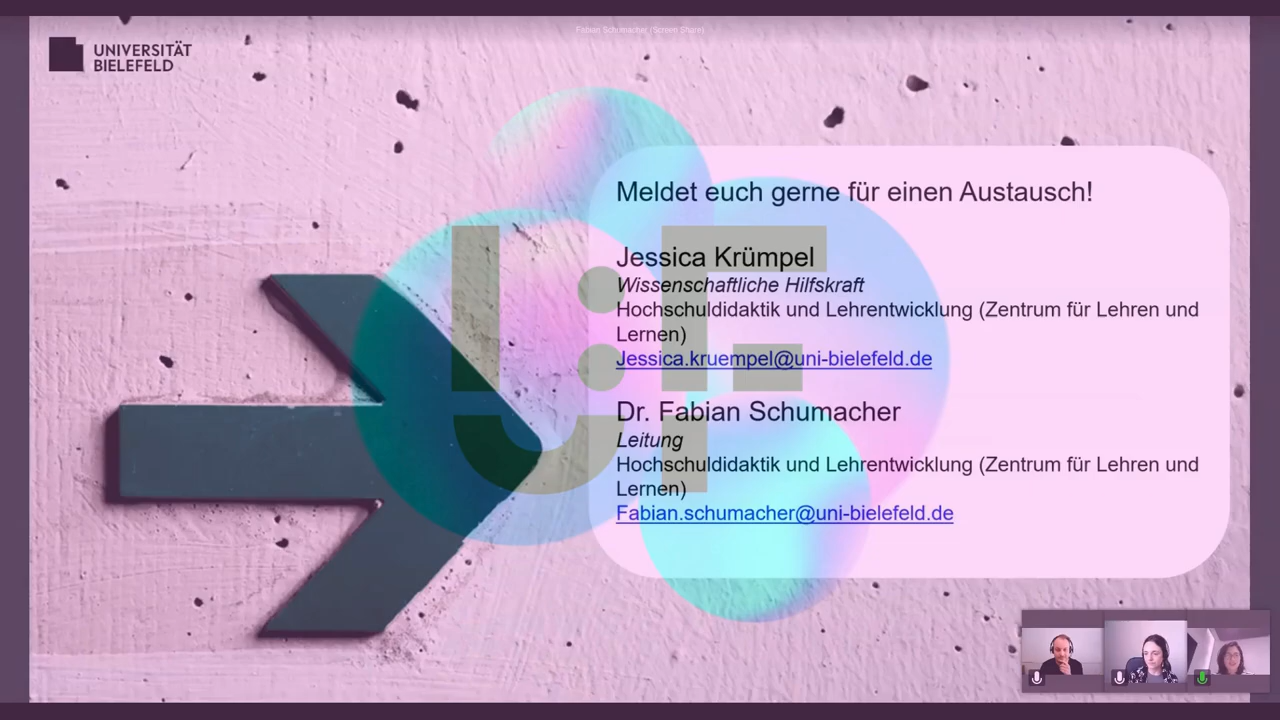 Fabian Schumacher (Screen Share)
UNIVERSITÄT
BIELEFELD
Meldet euch gerne für einen Austausch!
Jessica Krümpel
Wissenschaftliche Hilfskraft
Hochschuldidaktik und Lehrentwicklung (Zentrum für Lehren und
Lernen)
Jessica.kruempel@uni-bielefeld.de
Dr. Fabian Schumacher
Leitung
Hochschuldidaktik und Lehrentwicklung (Zentrum für Lehren und
Lernen)
Fabian.schumacher@uni-bielefeld.de